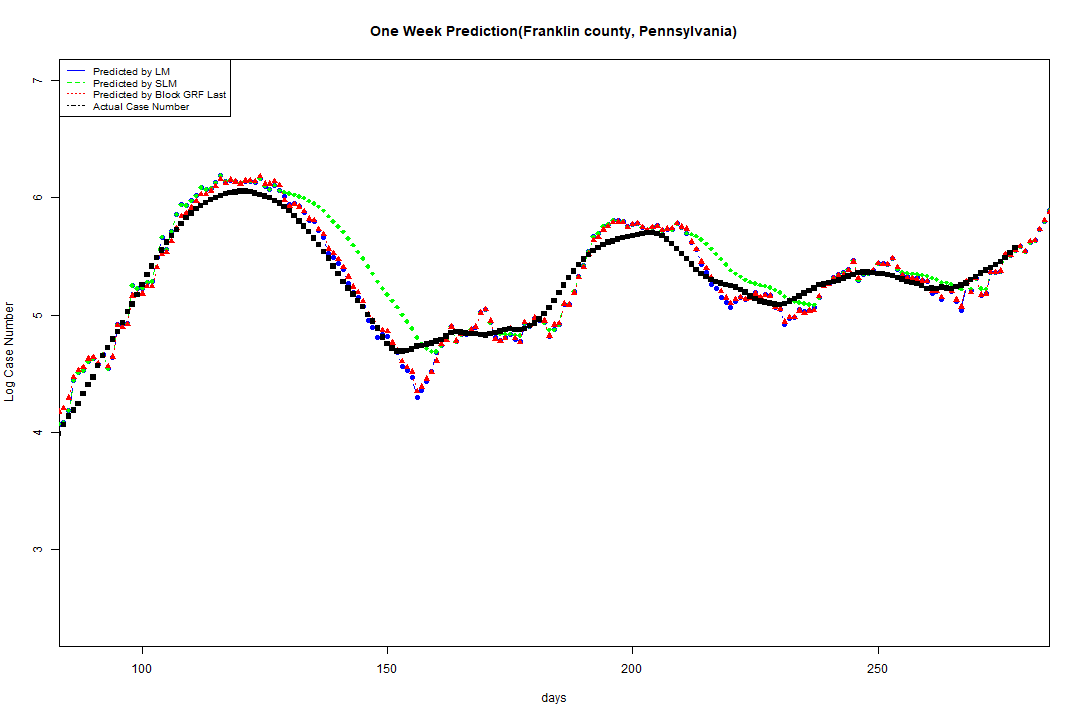 One Week Prediction(Franklin county, Pennsylvania)
Predicted by LM
Predicted by SLM
Predicted by Block GRF Last
Actual Case Number
7
6
5
4
3
Log Case Number
100 150 200 250
days